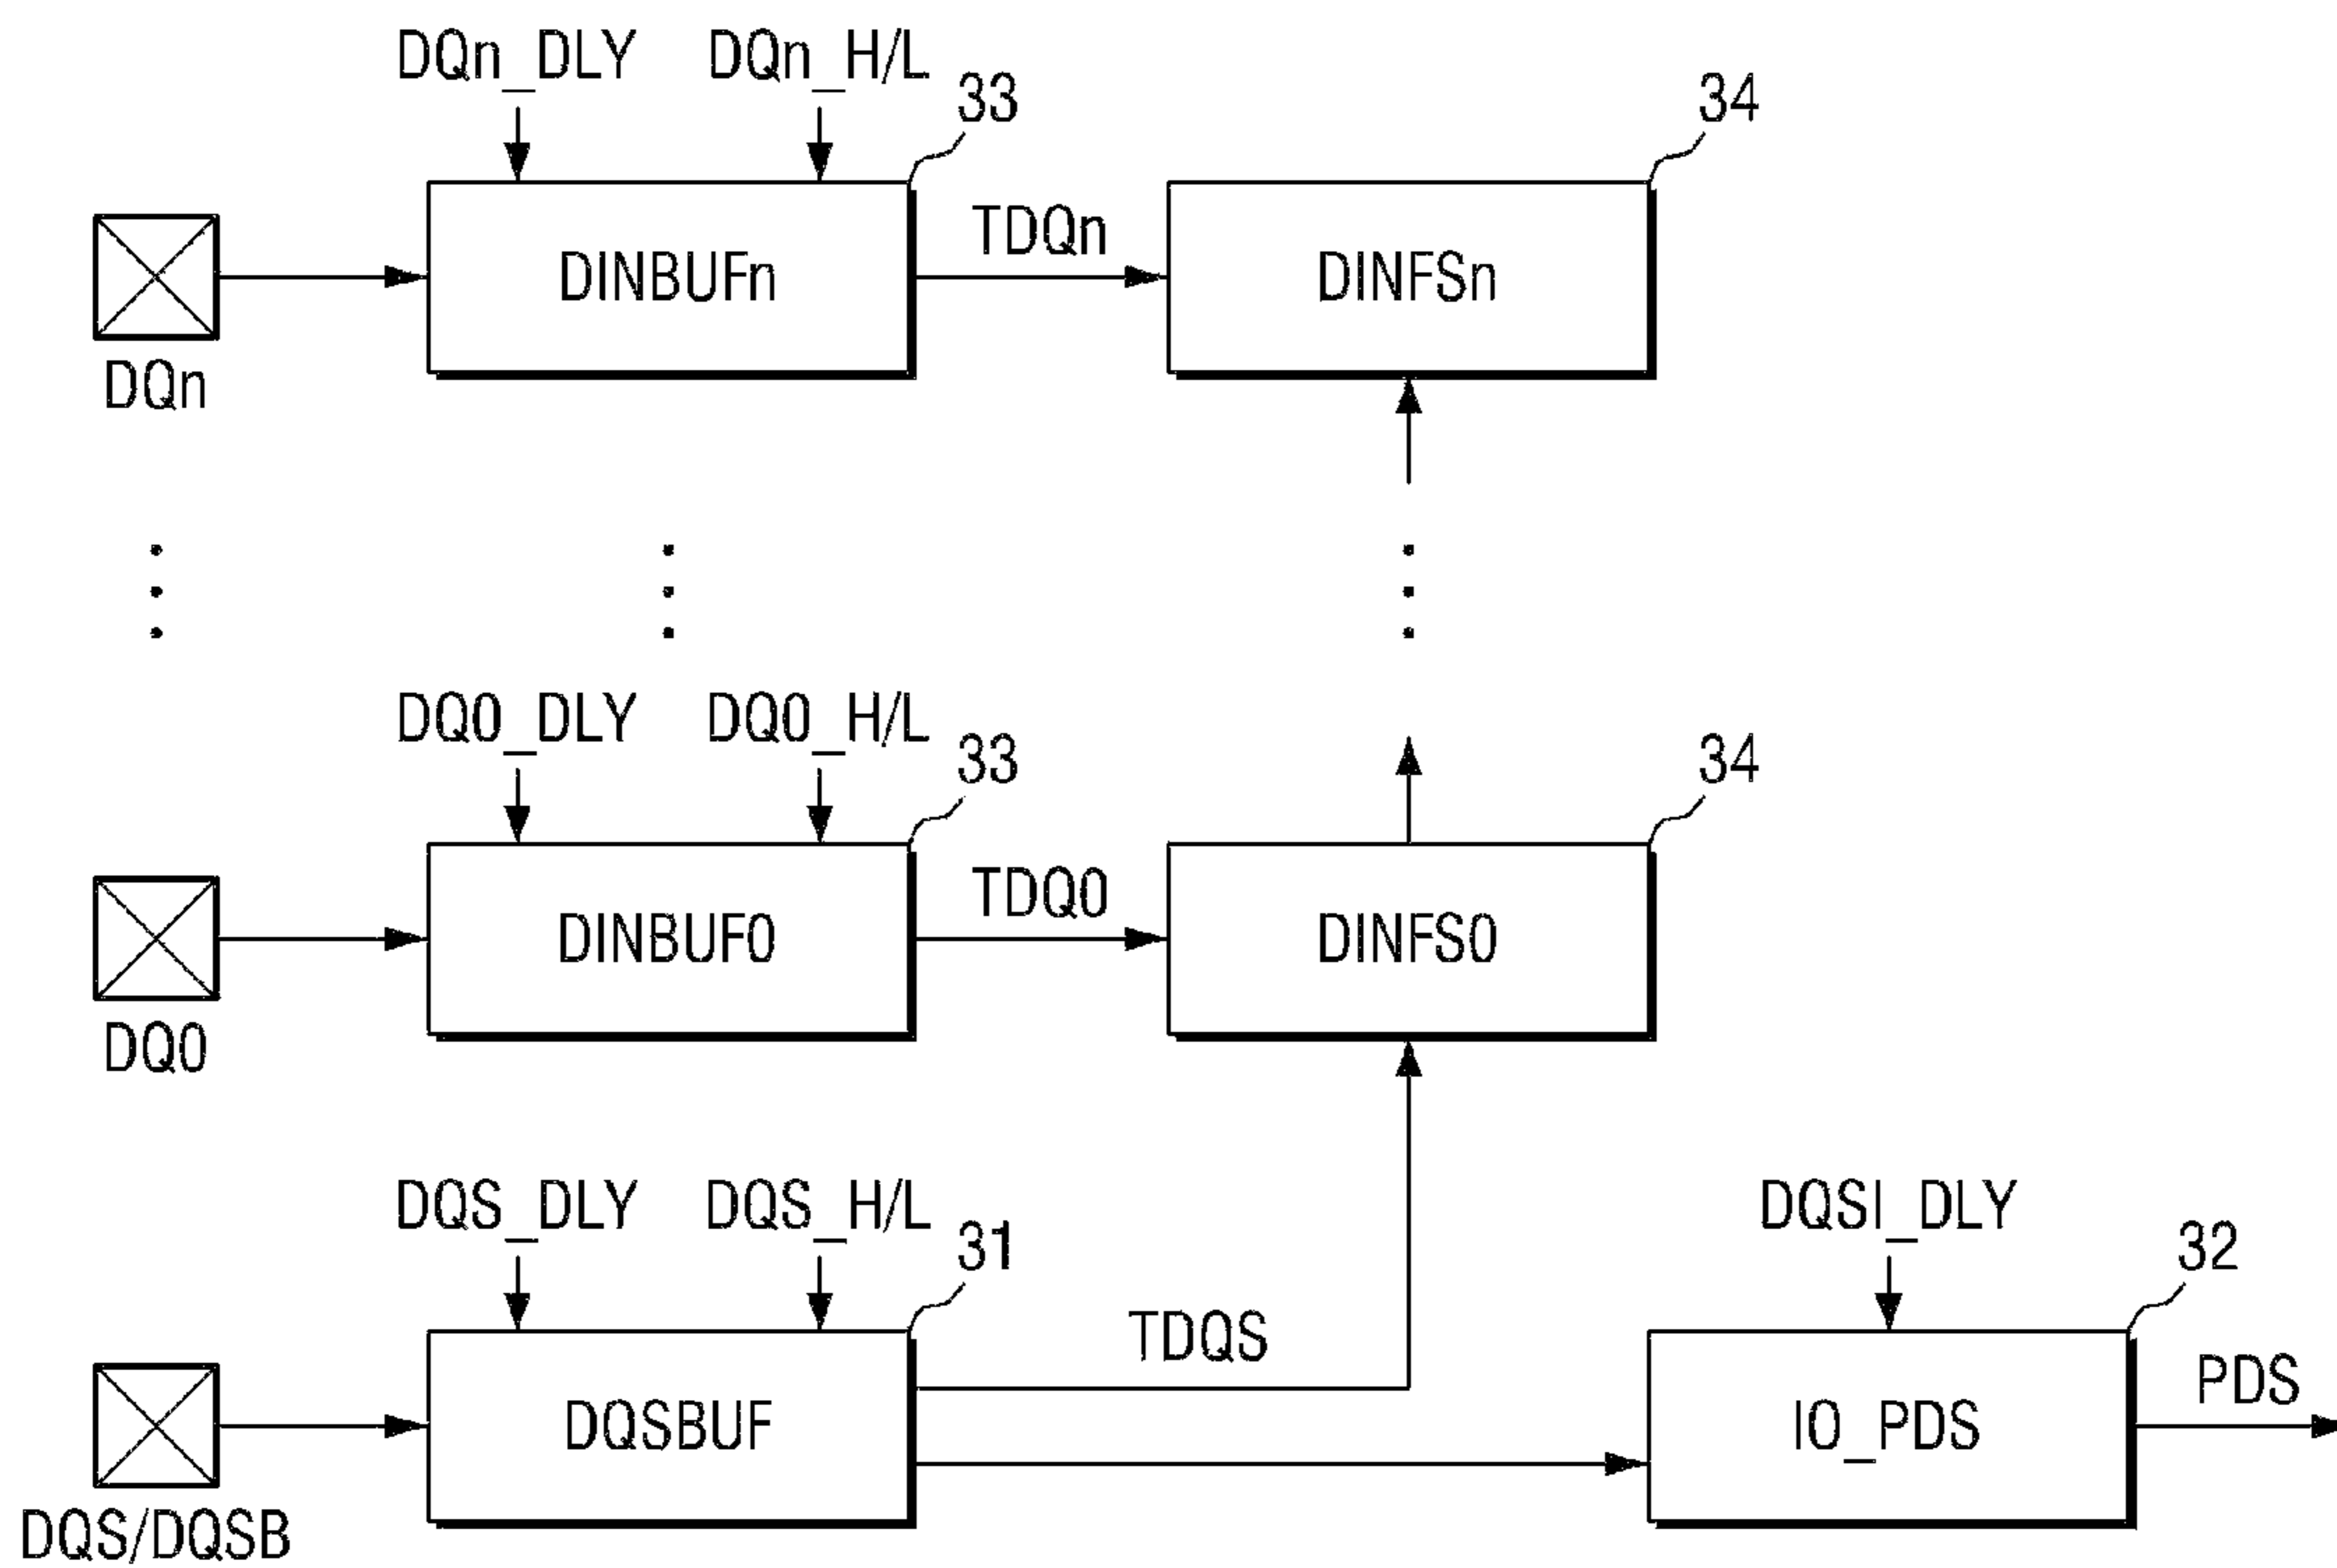 DQn_DLY
DQn_H/L
33
34
DQn
DINBUFn
TDQn
DINFSn
DQ0_DLY
DQ0_H/L
33
34
DQ0
DINBUF0
TDQ0
DINFS0
DQS_DLY
DQS_H/L
31
DQSI_DLY
32
DQS/DQSB
DQSBUF
TDQS
IO_PDS
PDS